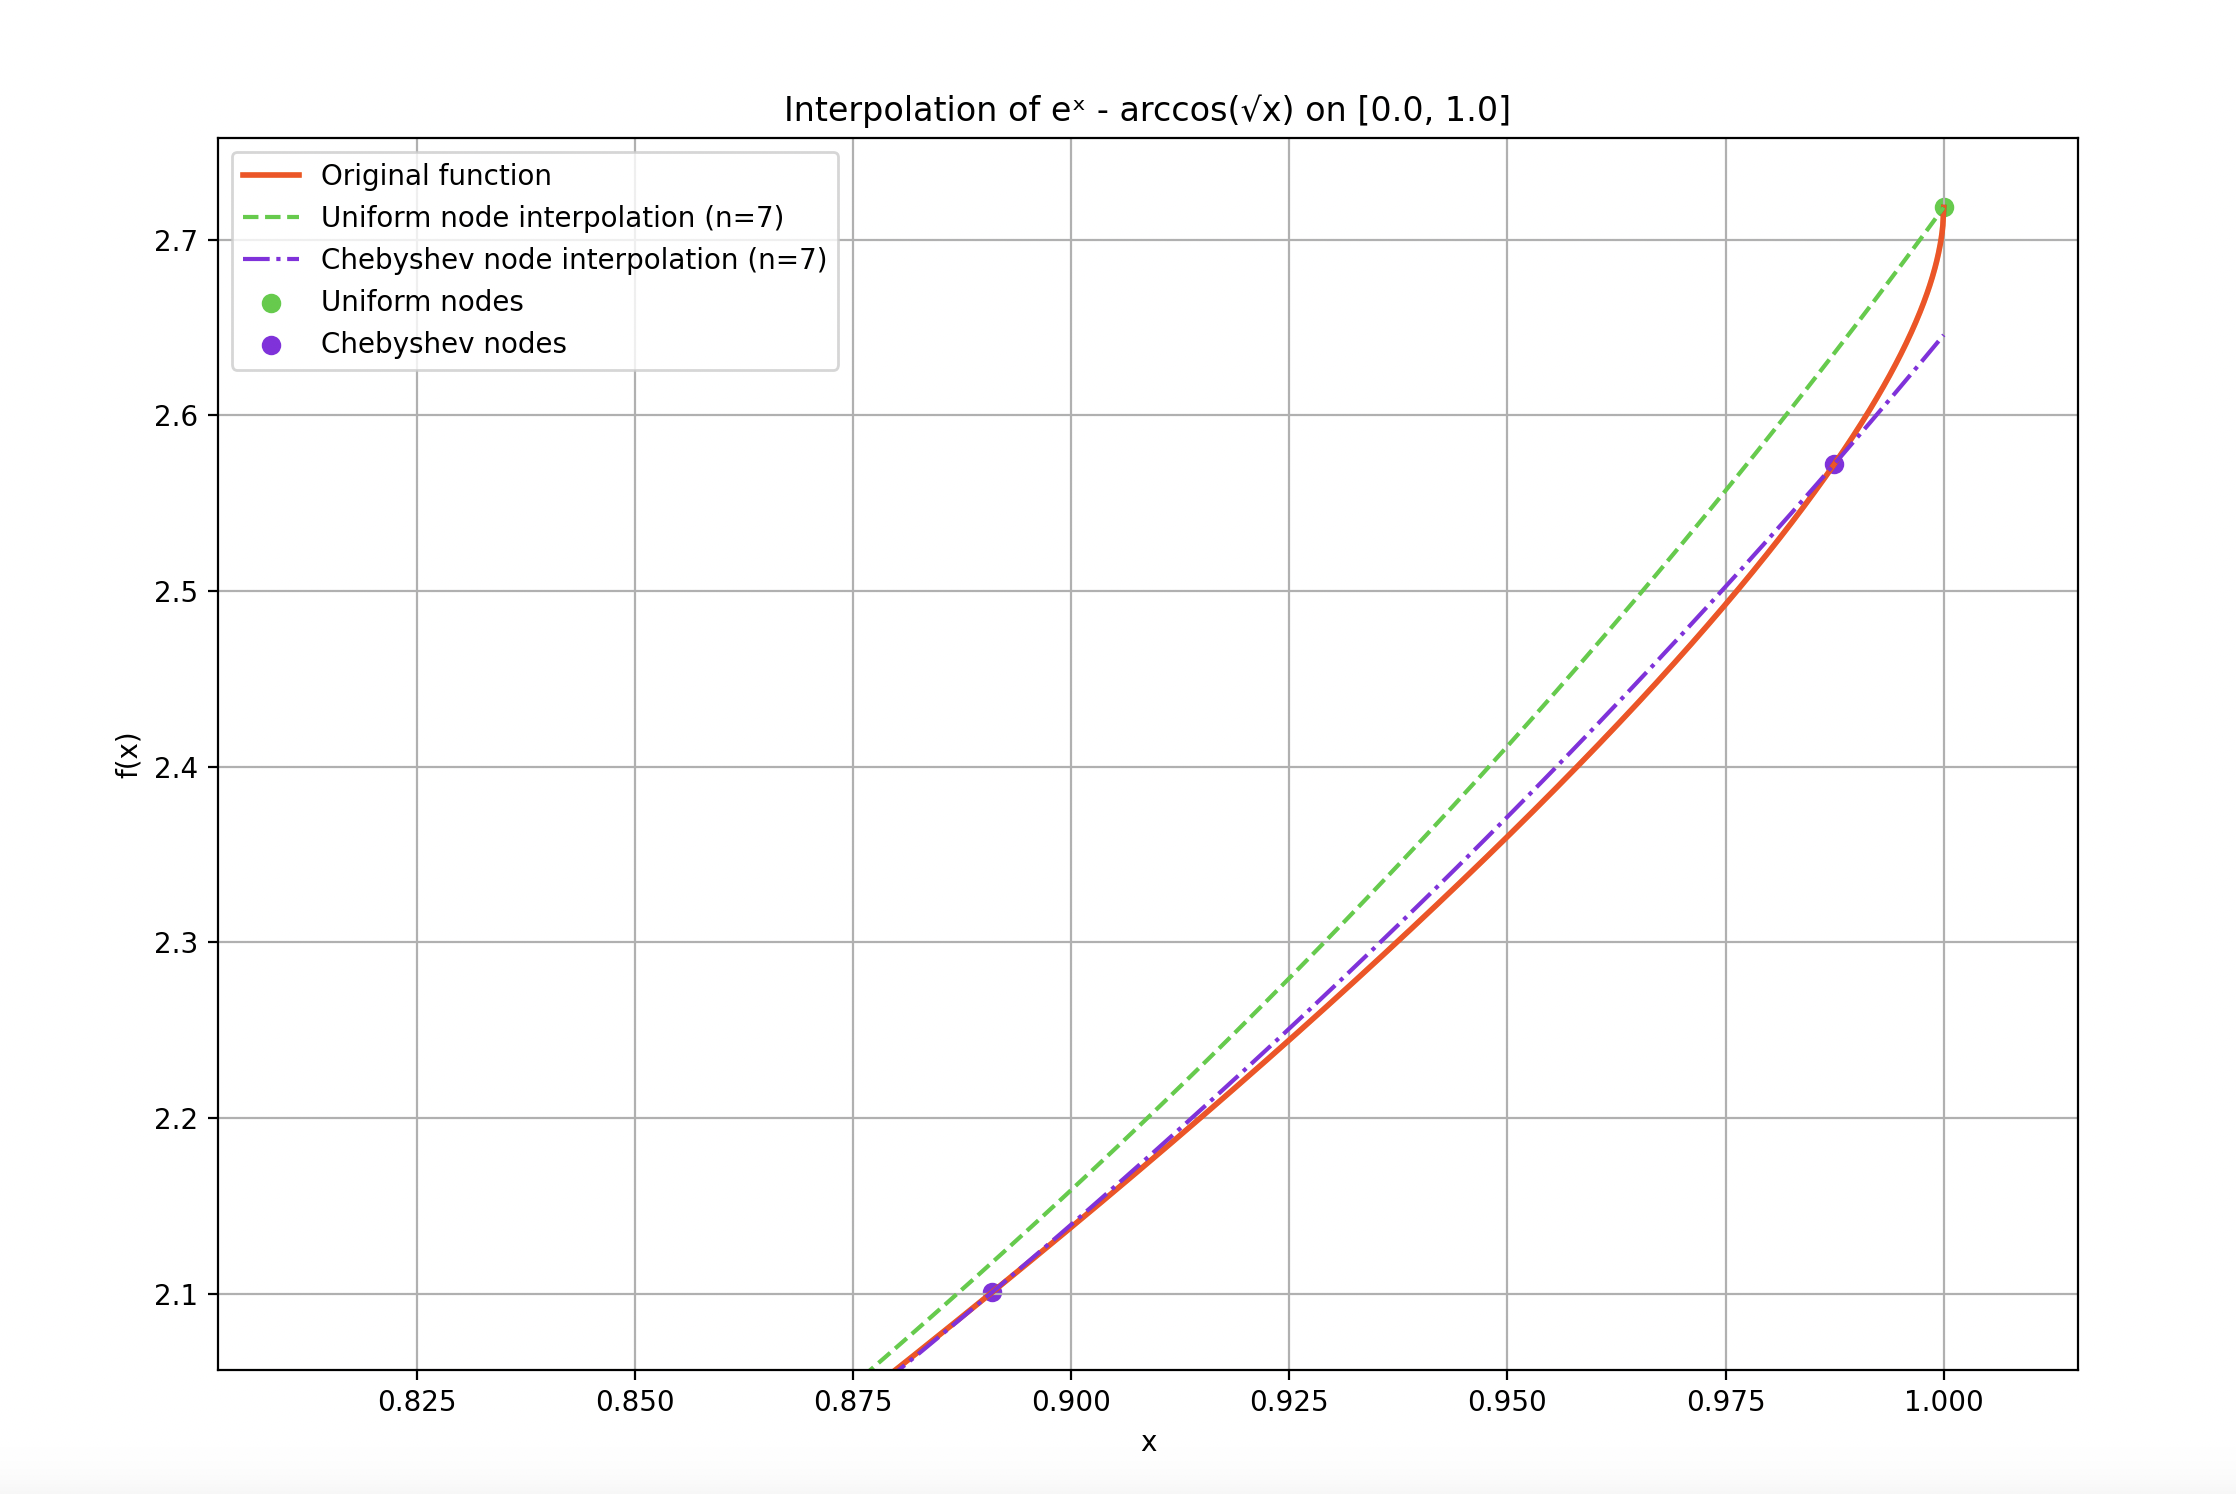 Interpolation of eˣ - arccos(√x) on [0.0, 1.0]
Original function
Uniform node interpolation (n=7)
Chebyshev node interpolation (n=7)
Uniform nodes
Chebyshev nodes
2.7
2.6
2.5
2.4
2.3
2.2
2.1
f(x)
0.825 0.850 0.875 0.900 0.925 0.950 0.975 1.000
x